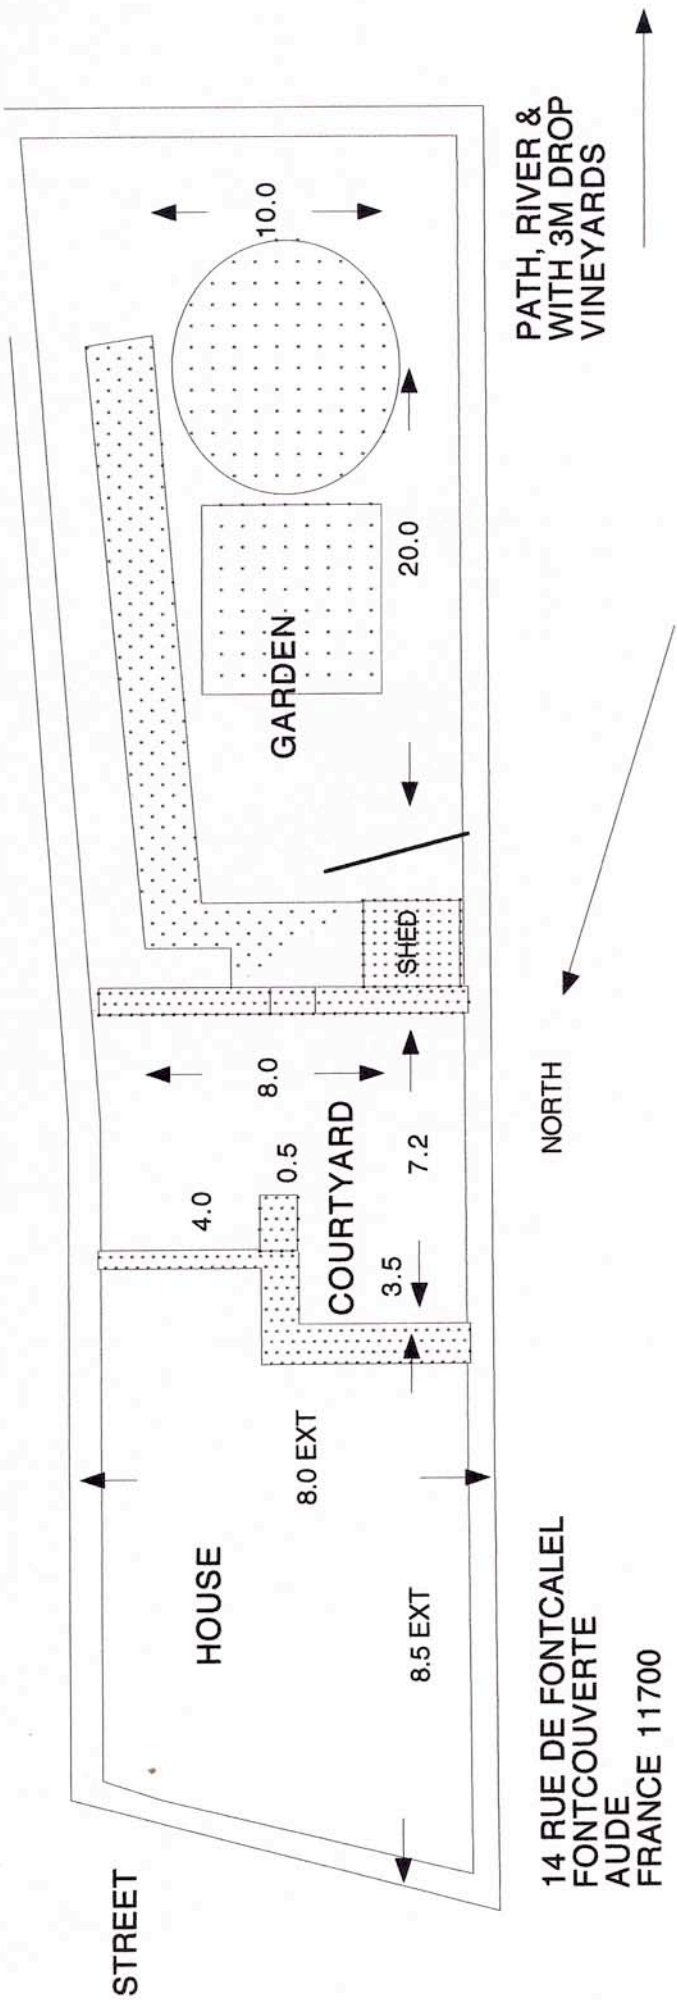 STREET
HOUSE
8.5 EXT
8.0 EXT
3.5
COURTYARD
4.0
0.5
7.2
8.0
SHED
GARDEN
20.0
10.0
14 RUE DE FONTCALEL
FONTCOUVERTE
AUDE
FRANCE 11700
NORTH
PATH, RIVER &
WITH 3M DROP
VINEYARDS